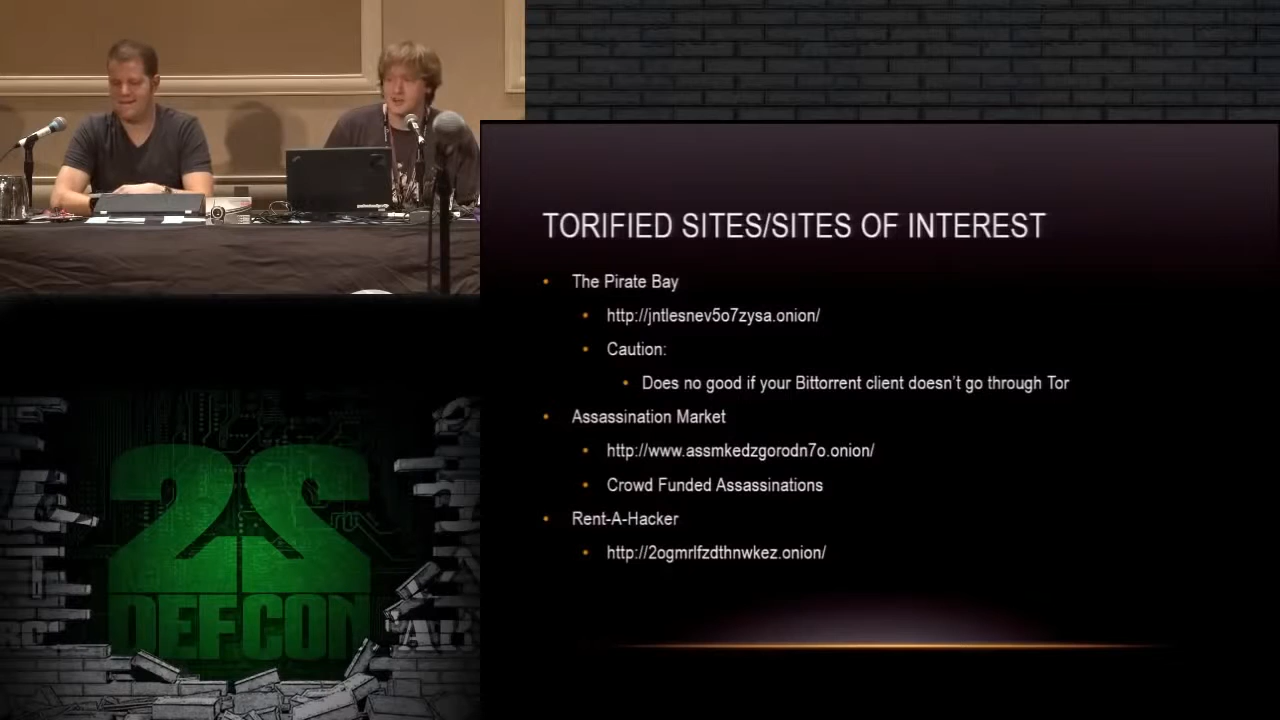 TORIFIED SITES/SITES OF INTEREST
The Pirate Bay
http://jntlesnev5o7zysa.onion/
Caution:
Does no good if your Bittorrent client doesn't go through Tor
Assassination Market
http://www.assmkedzgorodn7o.onion/
Crowd Funded Assassinations
Rent-A-Hacker
http://2ogmrlfzdthnwkez.onion/
22
DEFCON